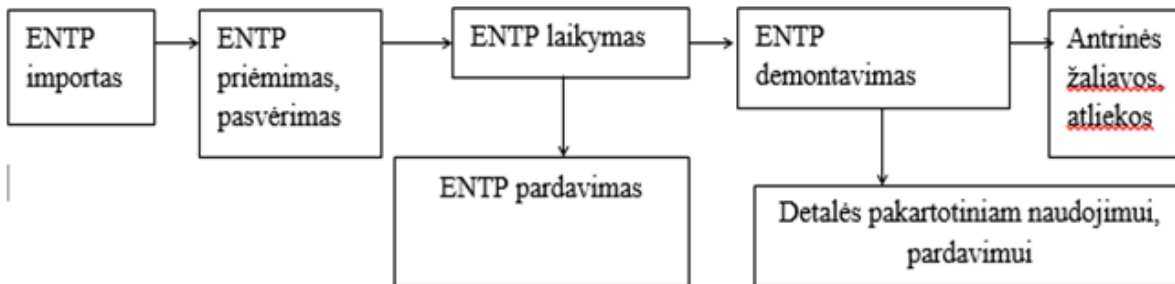 ENTP
importas
ENTP
priėmimas,
pasvėrimas
ENTP laikymas
ENTP
demontavimas
Antrinės
žaliavos,
atliekos
ENTP pardavimas
Detalės pakartotiniam naudojimui,
pardavimui